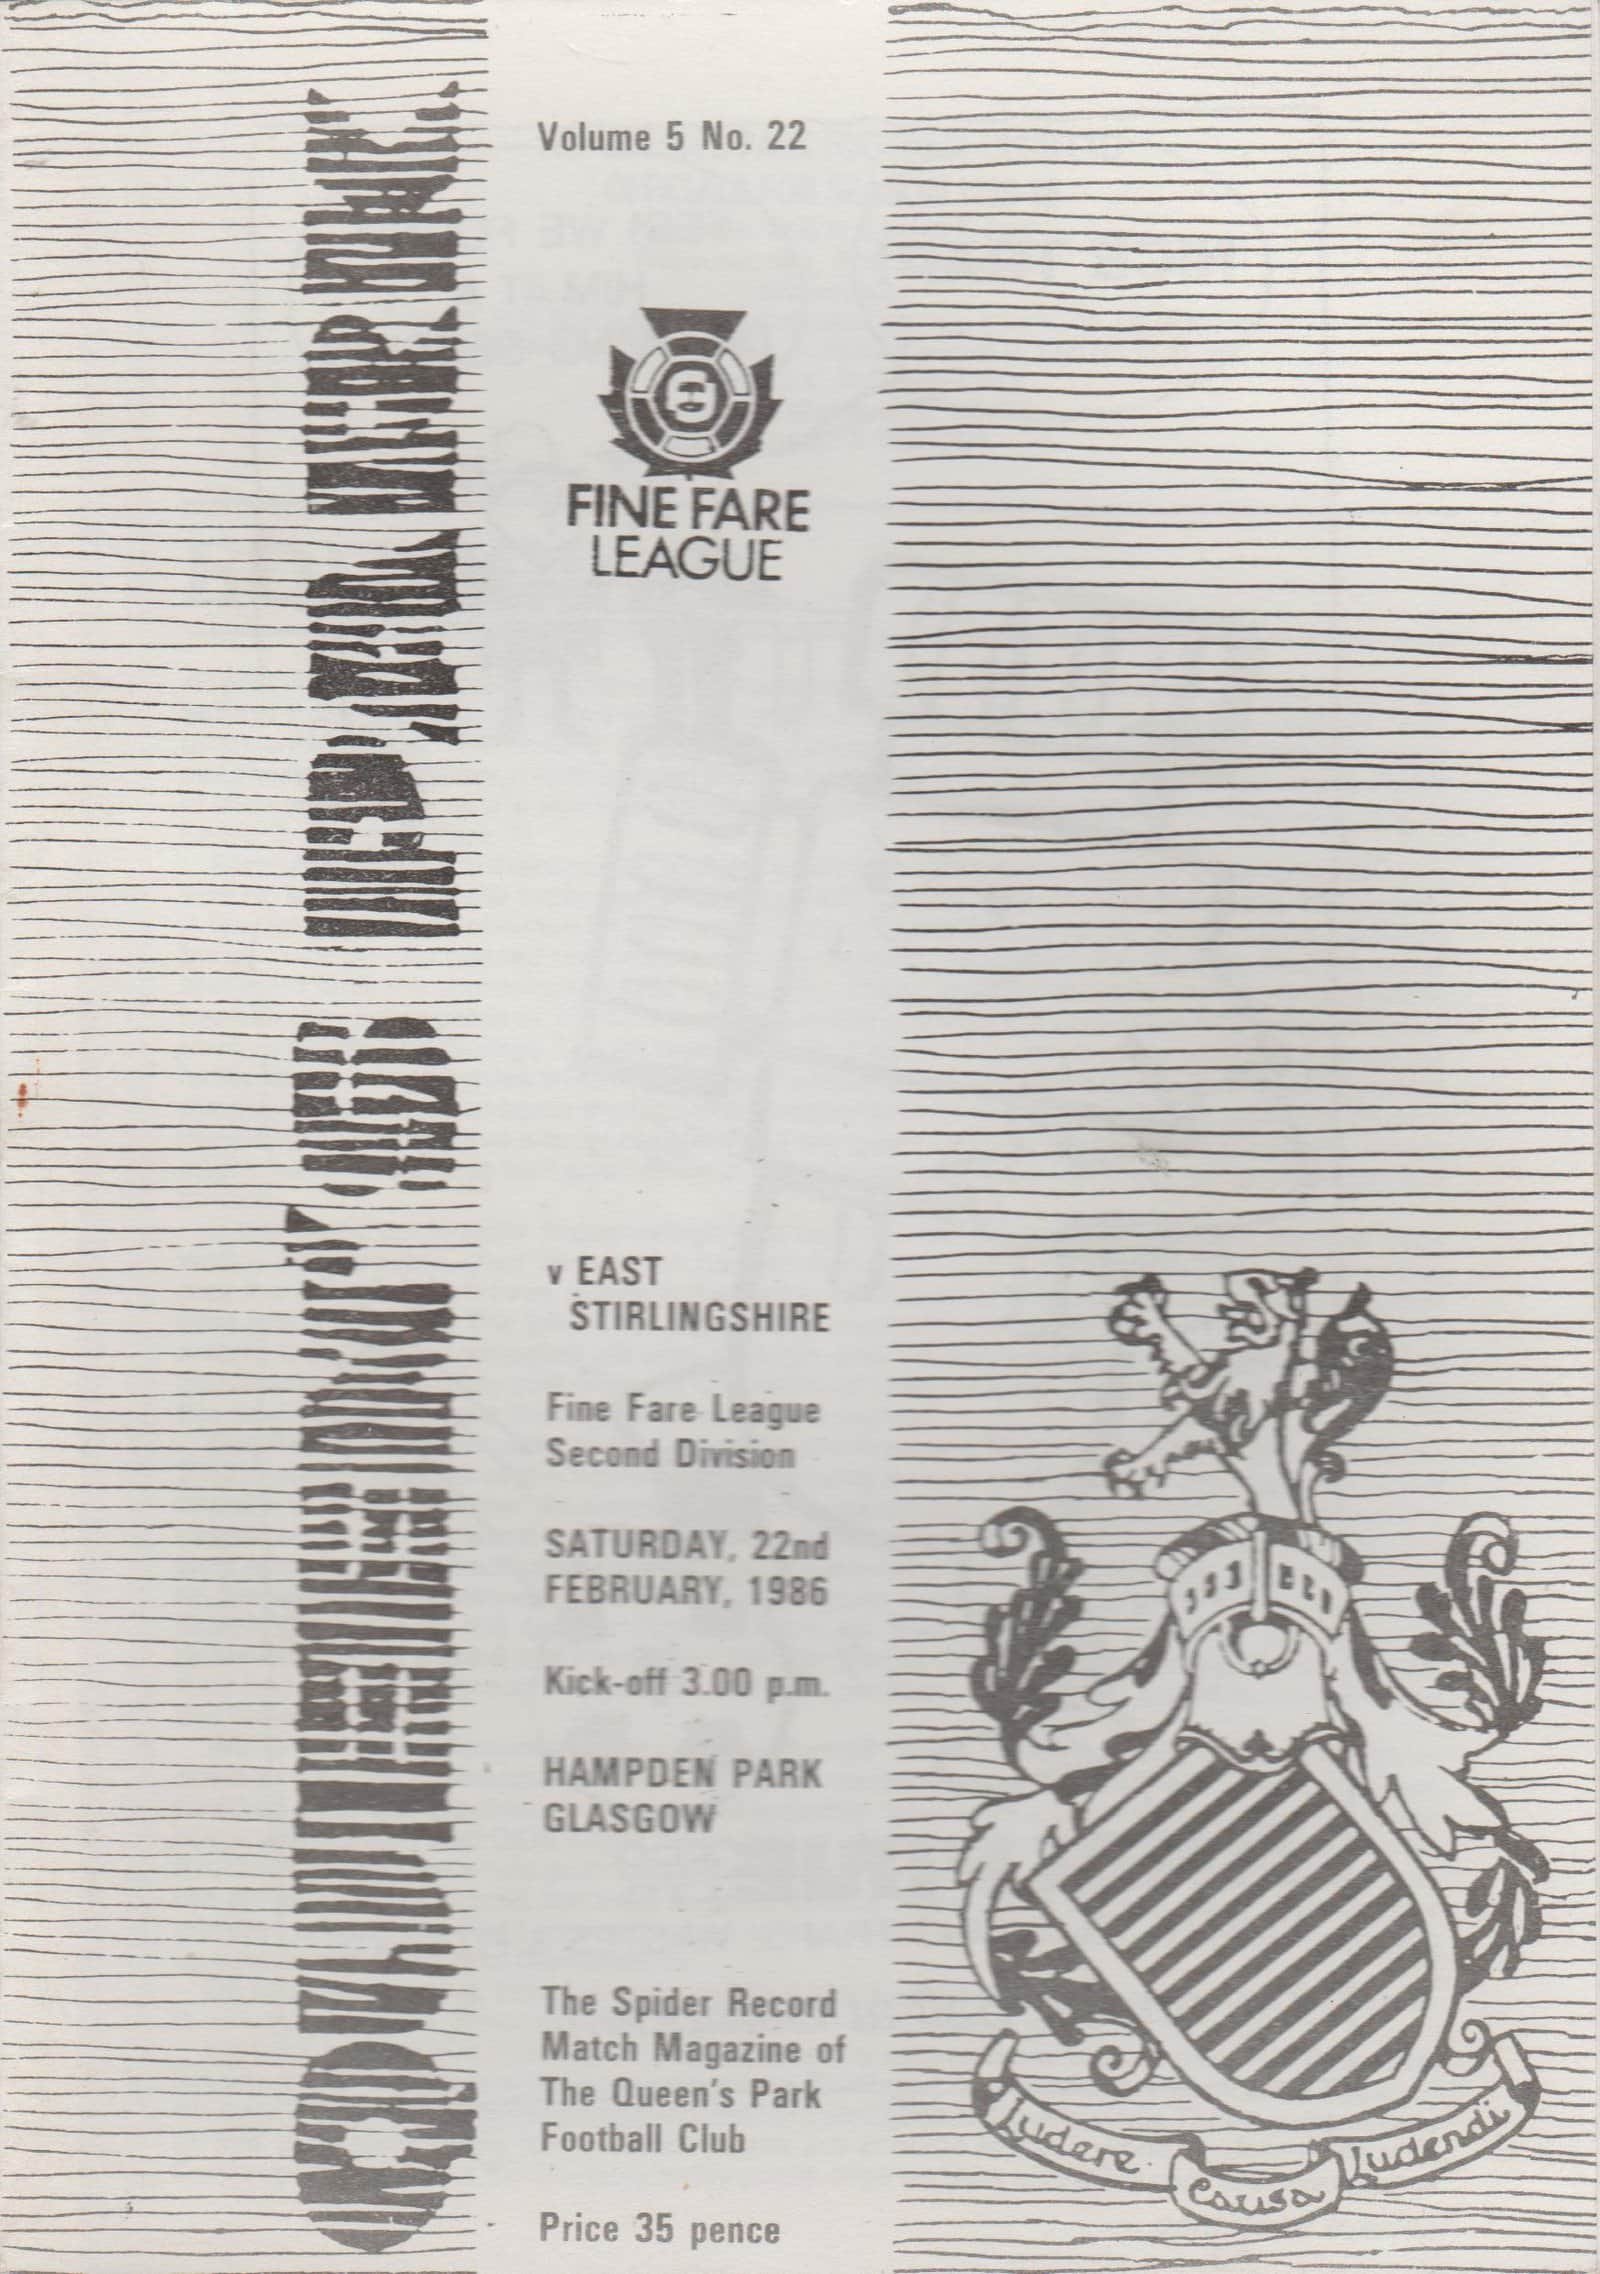 QUEEN'S PARK
Volume 5 No. 22
FINE FARE
LEAGUE
v EAST
STIRLINGSHIRE
Fine Fare League
Second Division
SATURDAY, 22nd
FEBRUARY, 1986
Kick-off 3.00 p.m.
HAMPDEN PARK
GLASGOW
The Spider Record
Match Magazine of
The Queen's Park
Football Club
Price 35 pence
Ludere
Causa
Ludendi